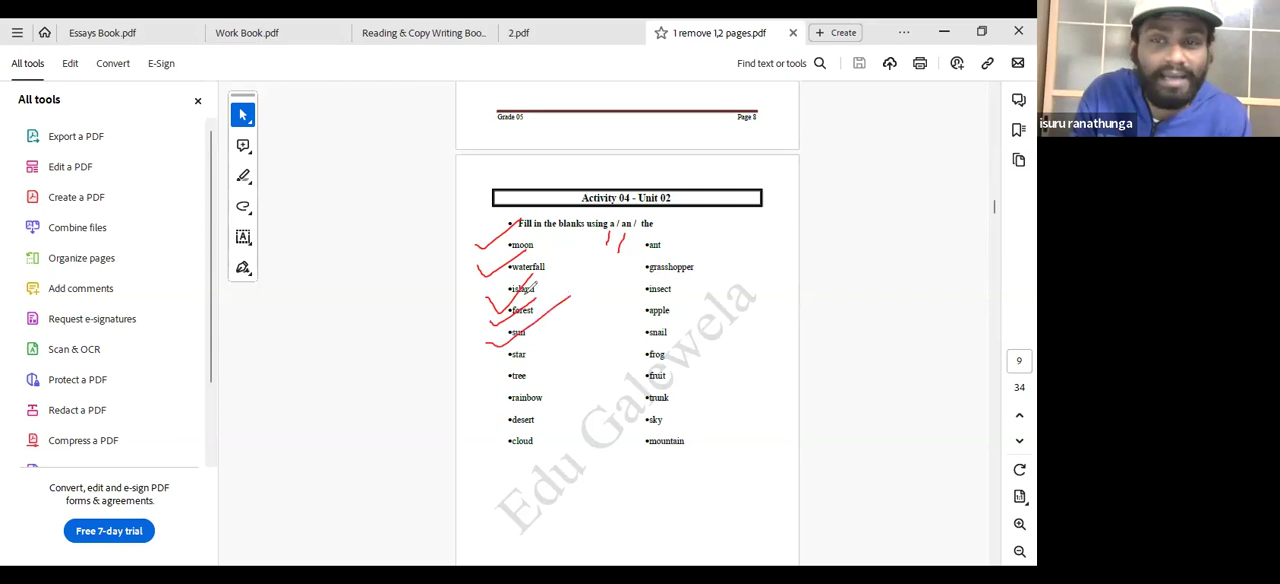 Essays Book.pdf
Work Book.pdf
Reading & Copy Writing Boo...
2.pdf
1 remove 1,2 pages.pdf
Create
All tools
Edit
Convert
E-Sign
Find text or tools
All tools
Export a PDF
Edit a PDF
Create a PDF
Combine files
Organize pages
Add comments
Request e-signatures
Scan & OCR
Protect a PDF
Redact a PDF
Compress a PDF
Convert, edit and e-sign PDF
forms & agreements.
Free 7-day trial
Grade 05
Page 8
Activity 04 - Unit 02
• Fill in the blanks using a / an / the
•moon
•waterfall
•island
•forest
•sun
•star
•tree
•rainbow
•desert
•cloud
•ant
•grasshopper
•insect
•apple
•snail
•frog
•fruit
•trunk
•sky
•mountain
Edu Galewela
9
34
isuru ranathunga